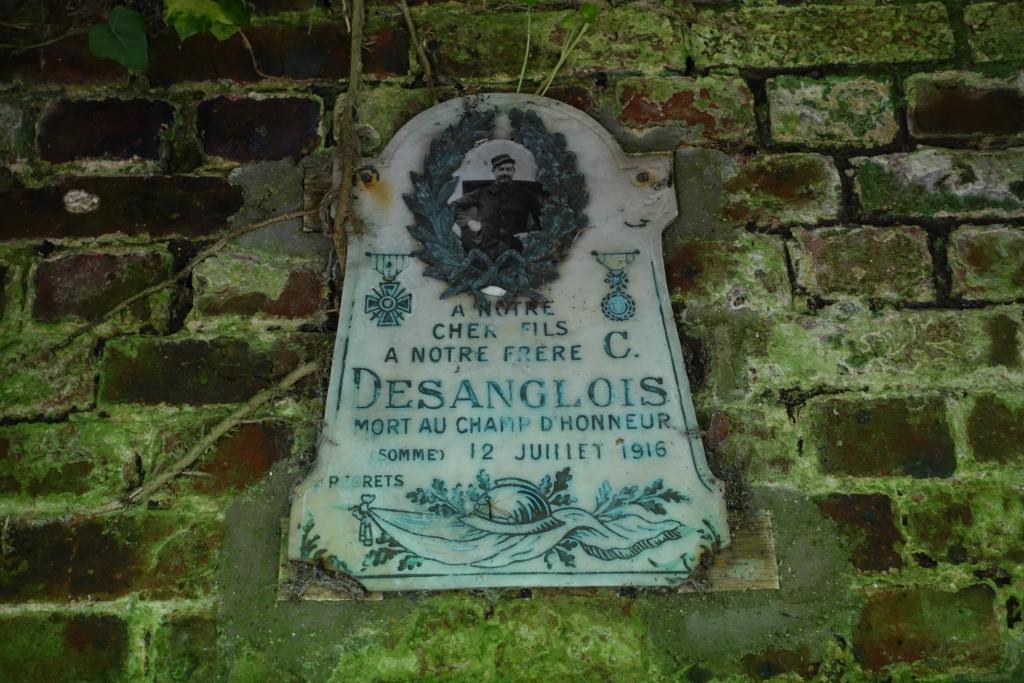 A NOTRE
CHER FILS
A NOTRE FRÈRE C.
DESANGLOIS
MORT AU CHAMP D'HONNEUR
(SOMME) 12 JUILLET 1916
REGRETS